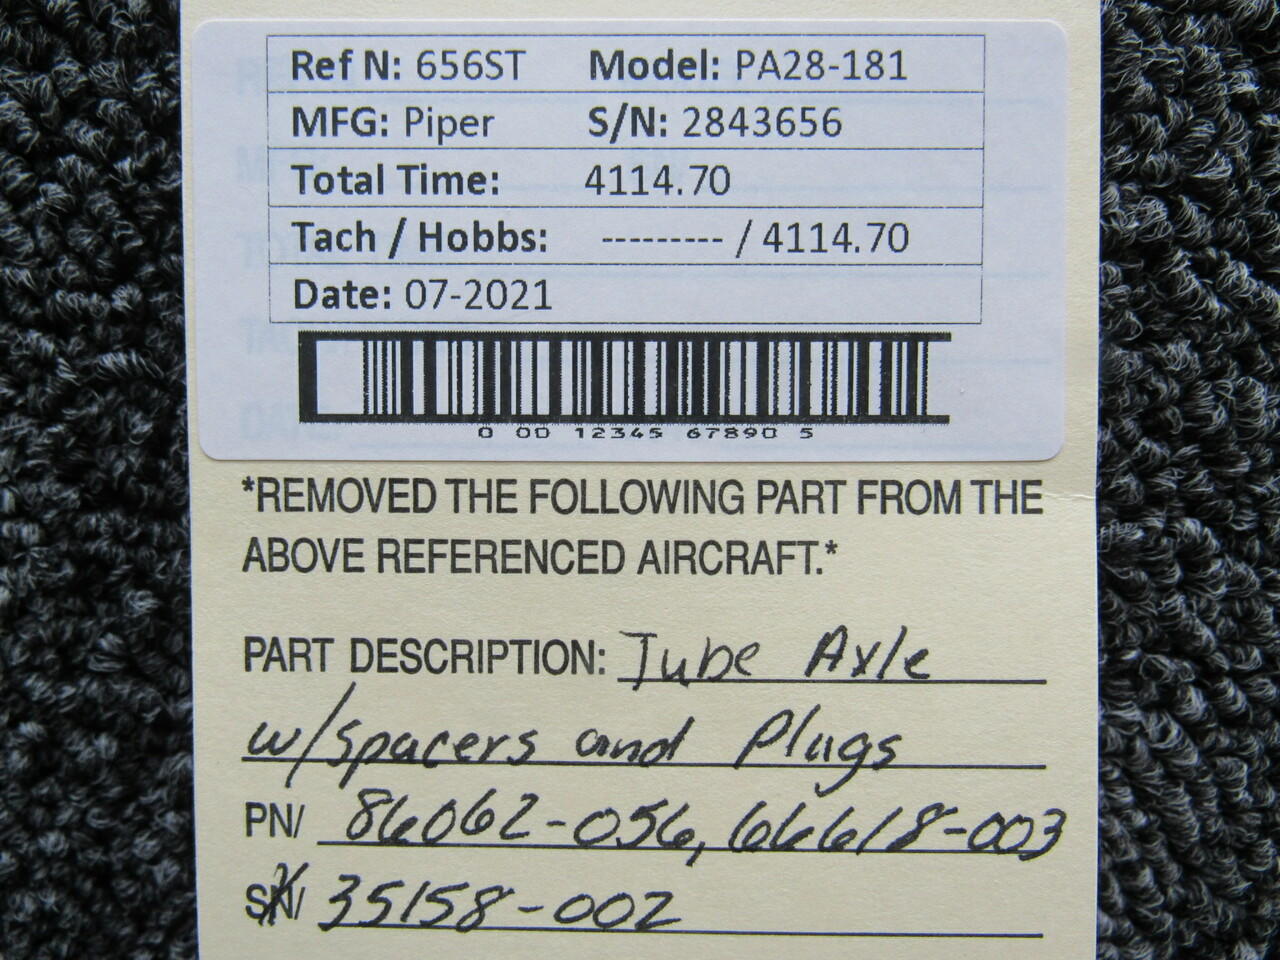 Ref N: 656ST Model: PA28-181
MFG: Piper S/N: 2843656
Total Time: 4114.70
Tach / Hobbs: --------- / 4114.70
Date: 07-2021
0 00 12345 67890 5
*REMOVED THE FOLLOWING PART FROM THE
ABOVE REFERENCED AIRCRAFT.*
PART DESCRIPTION: Tube Axle
w/spacers and Plugs
PN/ 86062-056, 66618-003
SN/ 35158-002